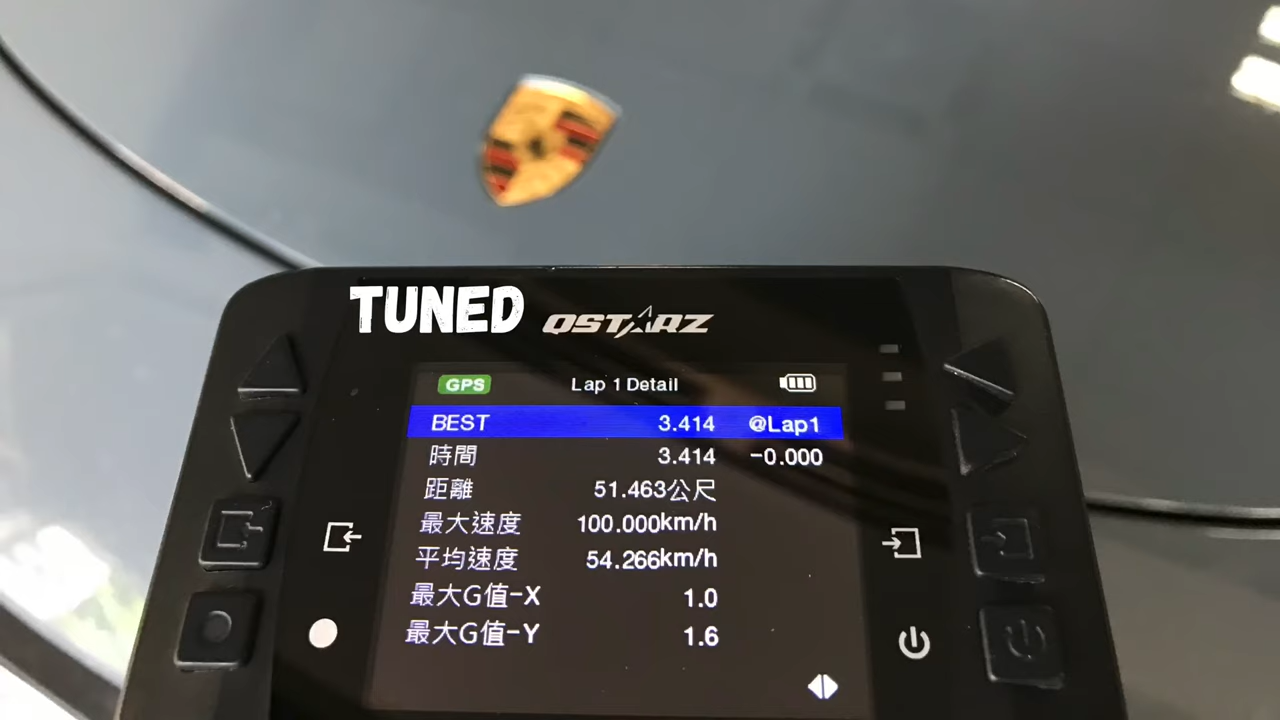 TUNED QSTARZ
GPS Lap 1 Detail
BEST 3.414 @Lap1
時間 3.414 -0.000
距離 51.463公尺
最大速度 100.000km/h
平均速度 54.266km/h
最大G值-X 1.0
最大G值-Y 1.6